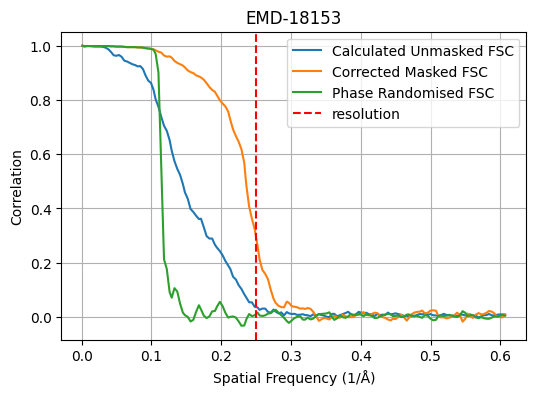 EMD-18153
Calculated Unmasked FSC
Corrected Masked FSC
Phase Randomised FSC
resolution
Correlation
1.0
0.8
0.6
0.4
0.2
0.0
0.0 0.1 0.2 0.3 0.4 0.5 0.6
Spatial Frequency (1/Å)